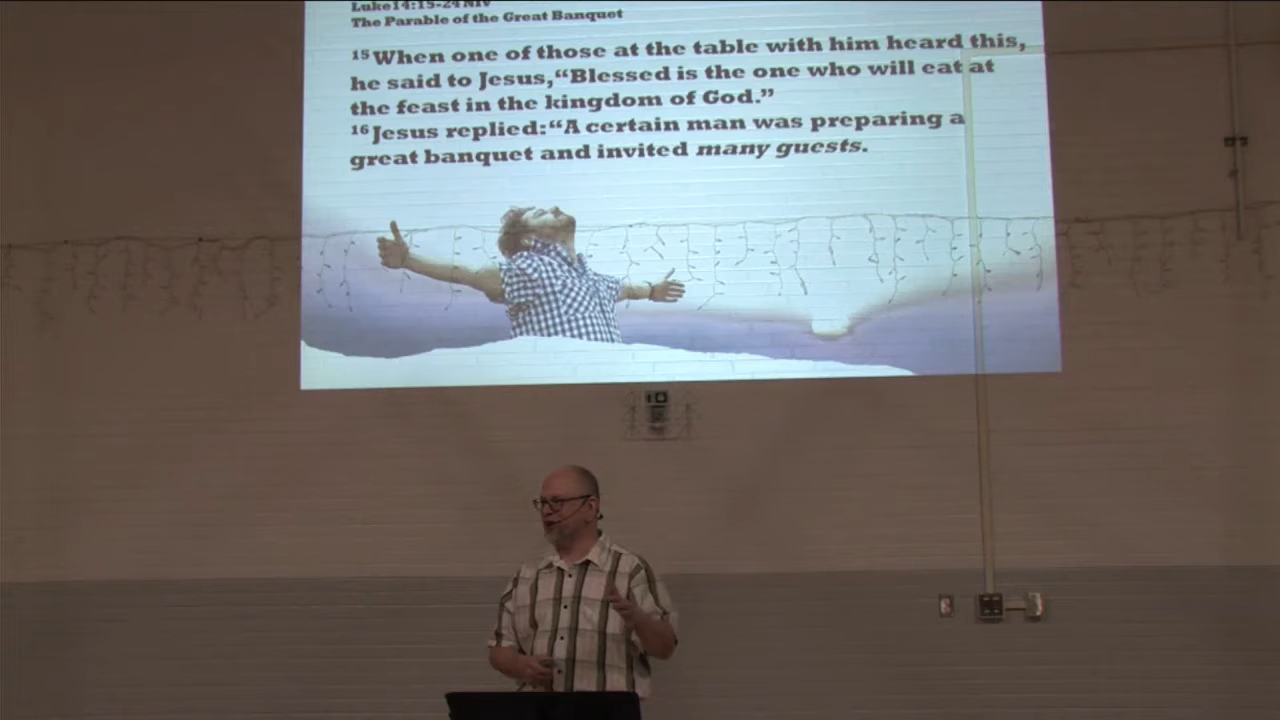 Luke 14:15-24 NIV
The Parable of the Great Banquet
15 When one of those at the table with him heard this,
he said to Jesus, “Blessed is the one who will eat at
the feast in the kingdom of God.”
16 Jesus replied: “A certain man was preparing a
great banquet and invited many guests.